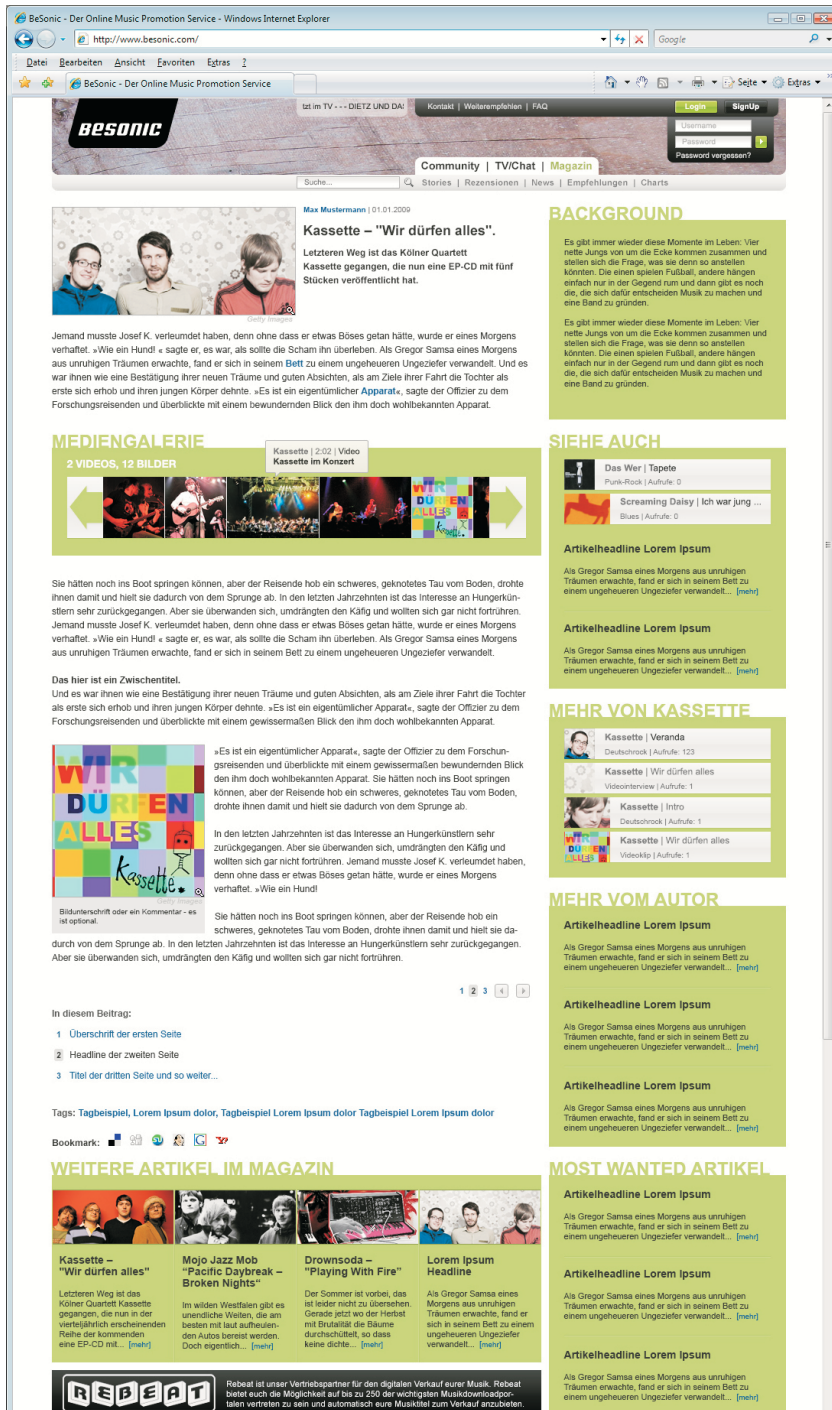 BeSonic - Der Online Music Promotion Service - Windows Internet Explorer
http://www.besonic.com/
Google
Datei Bearbeiten Ansicht Favoriten Extras ?
BeSonic - Der Online Music Promotion Service
Seite Extras
BESONIC
tzt im TV - - - DIETZ UND DA
Kontakt | Weiterempfehlen | FAQ
Login SignUp
Username
Password
Password vergessen?
Community | TV/Chat | Magazin
Suche...
Stories | Rezensionen | News | Empfehlungen | Charts
Max Mustermann | 01.01.2009
Kassette – "Wir dürfen alles".
Letzteren Weg ist das Kölner Quartett
Kassette gegangen, die nun eine EP-CD mit fünf
Stücken veröffentlicht hat.
Getty Images
Jemand musste Josef K. verleumdet haben, denn ohne dass er etwas Böses getan hätte, wurde er eines Morgens
verhaftet. »Wie ein Hund! « sagte er, es war, als sollte die Scham ihn überleben. Als Gregor Samsa eines Morgens
aus unruhigen Träumen erwachte, fand er sich in seinem Bett zu einem ungeheueren Ungeziefer verwandelt. Und es
war ihnen wie eine Bestätigung ihrer neuen Träume und guten Absichten, als am Ziele ihrer Fahrt die Tochter als
erste sich erhob und ihren jungen Körper dehnte. »Es ist ein eigentümlicher Apparat«, sagte der Offizier zu dem
Forschungsreisenden und überblickte mit einem bewundernden Blick den ihm doch wohlbekannten Apparat.
BACKGROUND
Es gibt immer wieder diese Momente im Leben: Vier
nette Jungs von um die Ecke kommen zusammen und
stellen sich die Frage, was sie denn so anstellen
könnten. Die einen spielen Fußball, andere hängen
einfach nur in der Gegend rum und dann gibt es noch
die, die sich dafür entscheiden Musik zu machen und
eine Band zu gründen.
Es gibt immer wieder diese Momente im Leben: Vier
nette Jungs von um die Ecke kommen zusammen und
stellen sich die Frage, was sie denn so anstellen
könnten. Die einen spielen Fußball, andere hängen
einfach nur in der Gegend rum und dann gibt es noch
die, die sich dafür entscheiden Musik zu machen und
eine Band zu gründen.
MEDIENGALERIE
2 VIDEOS, 12 BILDER
Kassette | 2:02 | Video
Kassette im Konzert
WIR
DÜRFEN
ALLES
Kassette.
SIEHE AUCH
Das Wer | Tapete
Punk-Rock | Aufrufe: 0
Screaming Daisy | Ich war jung ...
Blues | Aufrufe: 0
Artikelheadline Lorem Ipsum
Als Gregor Samsa eines Morgens aus unruhigen
Träumen erwachte, fand er sich in seinem Bett zu
einem ungeheueren Ungeziefer verwandelt... [mehr]
Artikelheadline Lorem Ipsum
Als Gregor Samsa eines Morgens aus unruhigen
Träumen erwachte, fand er sich in seinem Bett zu
einem ungeheueren Ungeziefer verwandelt... [mehr]
Sie hätten noch ins Boot springen können, aber der Reisende hob ein schweres, geknotetes Tau vom Boden, drohte
ihnen damit und hielt sie dadurch von dem Sprunge ab. In den letzten Jahrzehnten ist das Interesse an Hungerkün-
stlern sehr zurückgegangen. Aber sie überwanden sich, umdrängten den Käfig und wollten sich gar nicht fortrühren.
Jemand musste Josef K. verleumdet haben, denn ohne dass er etwas Böses getan hätte, wurde er eines Morgens
verhaftet. »Wie ein Hund! « sagte er, es war, als sollte die Scham ihn überleben. Als Gregor Samsa eines Morgens
aus unruhigen Träumen erwachte, fand er sich in seinem Bett zu einem ungeheueren Ungeziefer verwandelt.
Das hier ist ein Zwischentitel.
Und es war ihnen wie eine Bestätigung ihrer neuen Träume und guten Absichten, als am Ziele ihrer Fahrt die Tochter
als erste sich erhob und ihren jungen Körper dehnte. »Es ist ein eigentümlicher Apparat«, sagte der Offizier zu dem
Forschungsreisenden und überblickte mit einem gewissermaßen Blick den ihm doch wohlbekannten Apparat.
WIR
DÜRFEN
ALLES
Kassette.
Getty Images
Bildunterschrift oder ein Kommentar - es
ist optional.
»Es ist ein eigentümlicher Apparat«, sagte der Offizier zu dem Forschun-
gsreisenden und überblickte mit einem gewissermaßen bewundernden Blick
den ihm doch wohlbekannten Apparat. Sie hätten noch ins Boot springen
können, aber der Reisende hob ein schweres, geknotetes Tau vom Boden,
drohte ihnen damit und hielt sie dadurch von dem Sprunge ab.
In den letzten Jahrzehnten ist das Interesse an Hungerkünstlern sehr
zurückgegangen. Aber sie überwanden sich, umdrängten den Käfig und
wollten sich gar nicht fortrühren. Jemand musste Josef K. verleumdet haben,
denn ohne dass er etwas Böses getan hätte, wurde er eines Morgens
verhaftet. »Wie ein Hund!
Sie hätten noch ins Boot springen können, aber der Reisende hob ein
schweres, geknotetes Tau vom Boden, drohte ihnen damit und hielt sie da-
durch von dem Sprunge ab. In den letzten Jahrzehnten ist das Interesse an Hungerkünstlern sehr zurückgegangen.
Aber sie überwanden sich, umdrängten den Käfig und wollten sich gar nicht fortrühren.
1 2 3
In diesem Beitrag:
1 Überschrift der ersten Seite
2 Headline der zweiten Seite
3 Titel der dritten Seite und so weiter...
Tags: Tagbeispiel, Lorem Ipsum dolor, Tagbeispiel Lorem Ipsum dolor Tagbeispiel Lorem Ipsum dolor
Bookmark:
MEHR VON KASSETTE
Kassette | Veranda
Deutschrock | Aufrufe: 123
Kassette | Wir dürfen alles
Videointerview | Aufrufe: 1
Kassette | Intro
Deutschrock | Aufrufe: 1
Kassette | Wir dürfen alles
Videoklip | Aufrufe: 1
MEHR VOM AUTOR
Artikelheadline Lorem Ipsum
Als Gregor Samsa eines Morgens aus unruhigen
Träumen erwachte, fand er sich in seinem Bett zu
einem ungeheueren Ungeziefer verwandelt... [mehr]
Artikelheadline Lorem Ipsum
Als Gregor Samsa eines Morgens aus unruhigen
Träumen erwachte, fand er sich in seinem Bett zu
einem ungeheueren Ungeziefer verwandelt... [mehr]
Artikelheadline Lorem Ipsum
Als Gregor Samsa eines Morgens aus unruhigen
Träumen erwachte, fand er sich in seinem Bett zu
einem ungeheueren Ungeziefer verwandelt... [mehr]
WEITERE ARTIKEL IM MAGAZIN
Kassette –
"Wir dürfen alles"
Letzteren Weg ist das
Kölner Quartett Kassette
gegangen, die nun in der
vierteljährlich erscheinenden
Reihe der kommenden
eine EP-CD mit... [mehr]
Mojo Jazz Mob
“Pacific Daybreak –
Broken Nights“
Im wilden Westfalen gibt es
unendliche Weiten, die am
besten mit laut aufheulen-
den Autos bereist werden.
Doch eigentlich... [mehr]
Drownsoda –
"Playing With Fire”
Der Sommer ist vorbei, das
ist leider nicht zu übersehen.
Gerade jetzt wo der Herbst
mit Brutalität die Bäume
durchschüttelt, so dass
keine dichte... [mehr]
Lorem Ipsum
Headline
Als Gregor Samsa eines
Morgens aus unruhigen
Träumen erwachte, fand er
sich in seinem Bett zu einem
ungeheueren Ungeziefer
verwandelt... [mehr]
MOST WANTED ARTIKEL
Artikelheadline Lorem Ipsum
Als Gregor Samsa eines Morgens aus unruhigen
Träumen erwachte, fand er sich in seinem Bett zu
einem ungeheueren Ungeziefer verwandelt... [mehr]
Artikelheadline Lorem Ipsum
Als Gregor Samsa eines Morgens aus unruhigen
Träumen erwachte, fand er sich in seinem Bett zu
einem ungeheueren Ungeziefer verwandelt... [mehr]
Artikelheadline Lorem Ipsum
Als Gregor Samsa eines Morgens aus unruhigen
Träumen erwachte, fand er sich in seinem Bett zu
einem ungeheueren Ungeziefer verwandelt... [mehr]
REBEAT
Rebeat ist unser Vertriebspartner für den digitalen Verkauf eurer Musik. Rebeat
bietet euch die Möglichkeit auf bis zu 250 der wichtigsten Musikdownloadpor-
talen vertreten zu sein und automatisch eure Musiktitel zum Verkauf anzubieten.